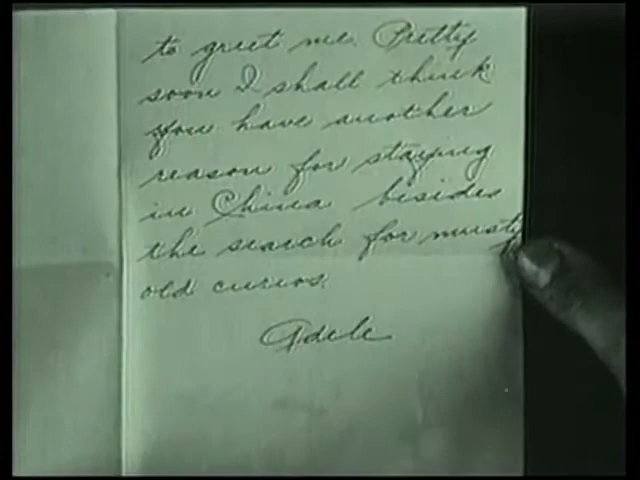 to greet me. Pretty
soon I shall think
you have another
reason for staying
in China besides
the search for musty
old curios.
Adele